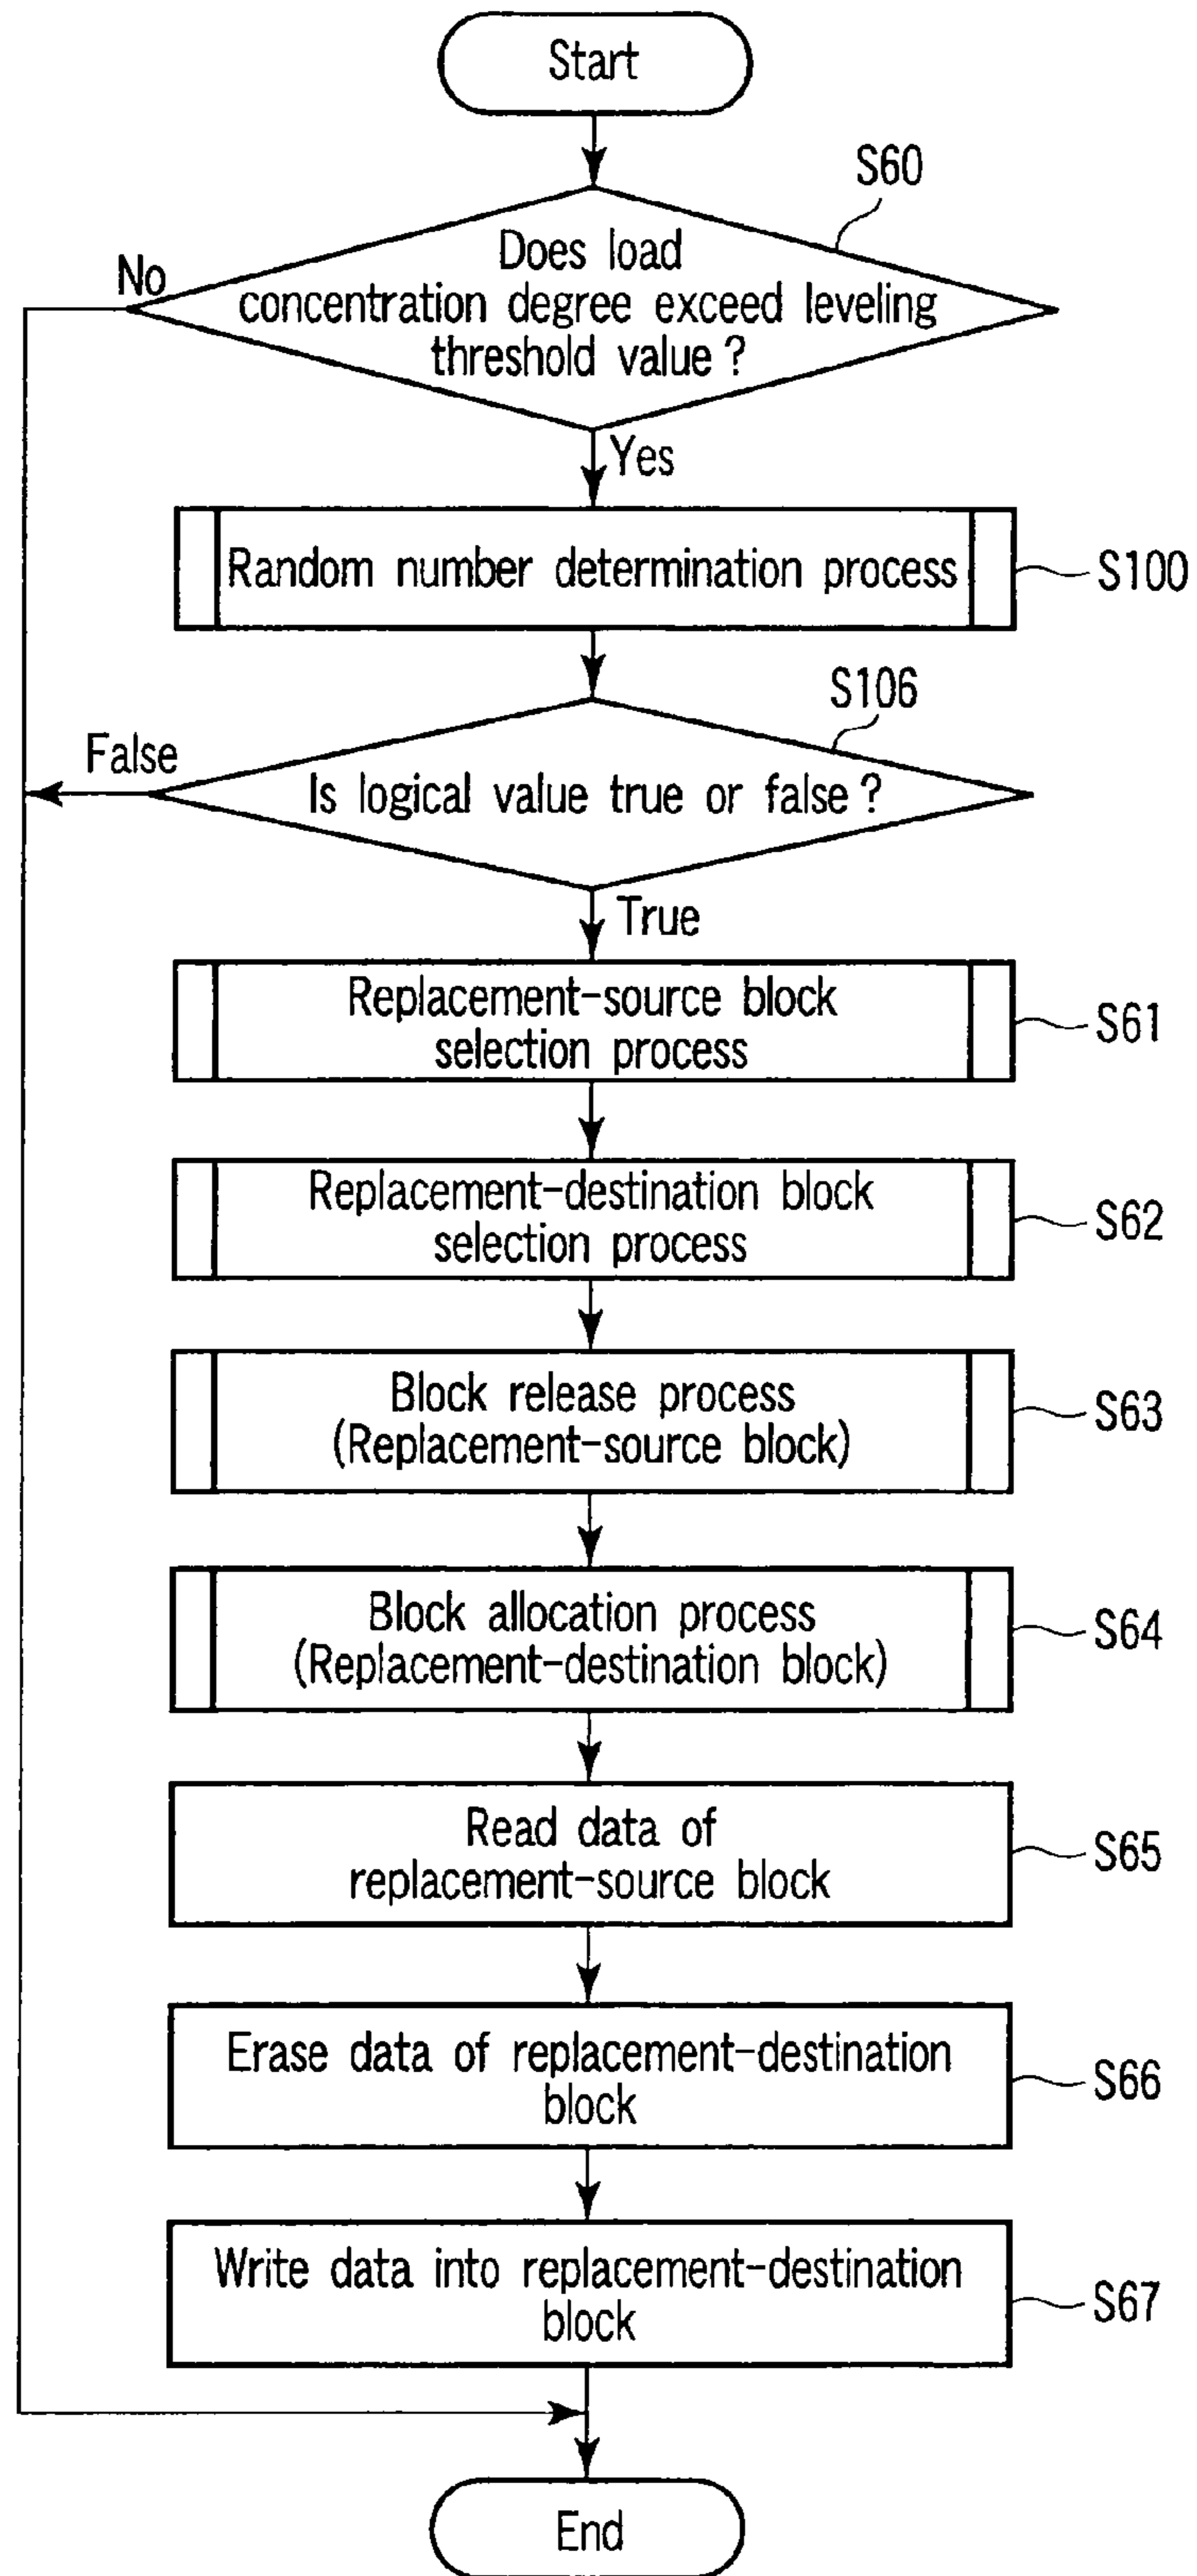 Start
S60
No
Does load
concentration degree exceed leveling
threshold value ?
Yes
Random number determination process
S100
S106
False
Is logical value true or false ?
True
Replacement-source block
selection process
S61
Replacement-destination block
selection process
S62
Block release process
(Replacement-source block)
S63
Block allocation process
(Replacement-destination block)
S64
Read data of
replacement-source block
S65
Erase data of replacement-destination
block
S66
Write data into replacement-destination
block
S67
End